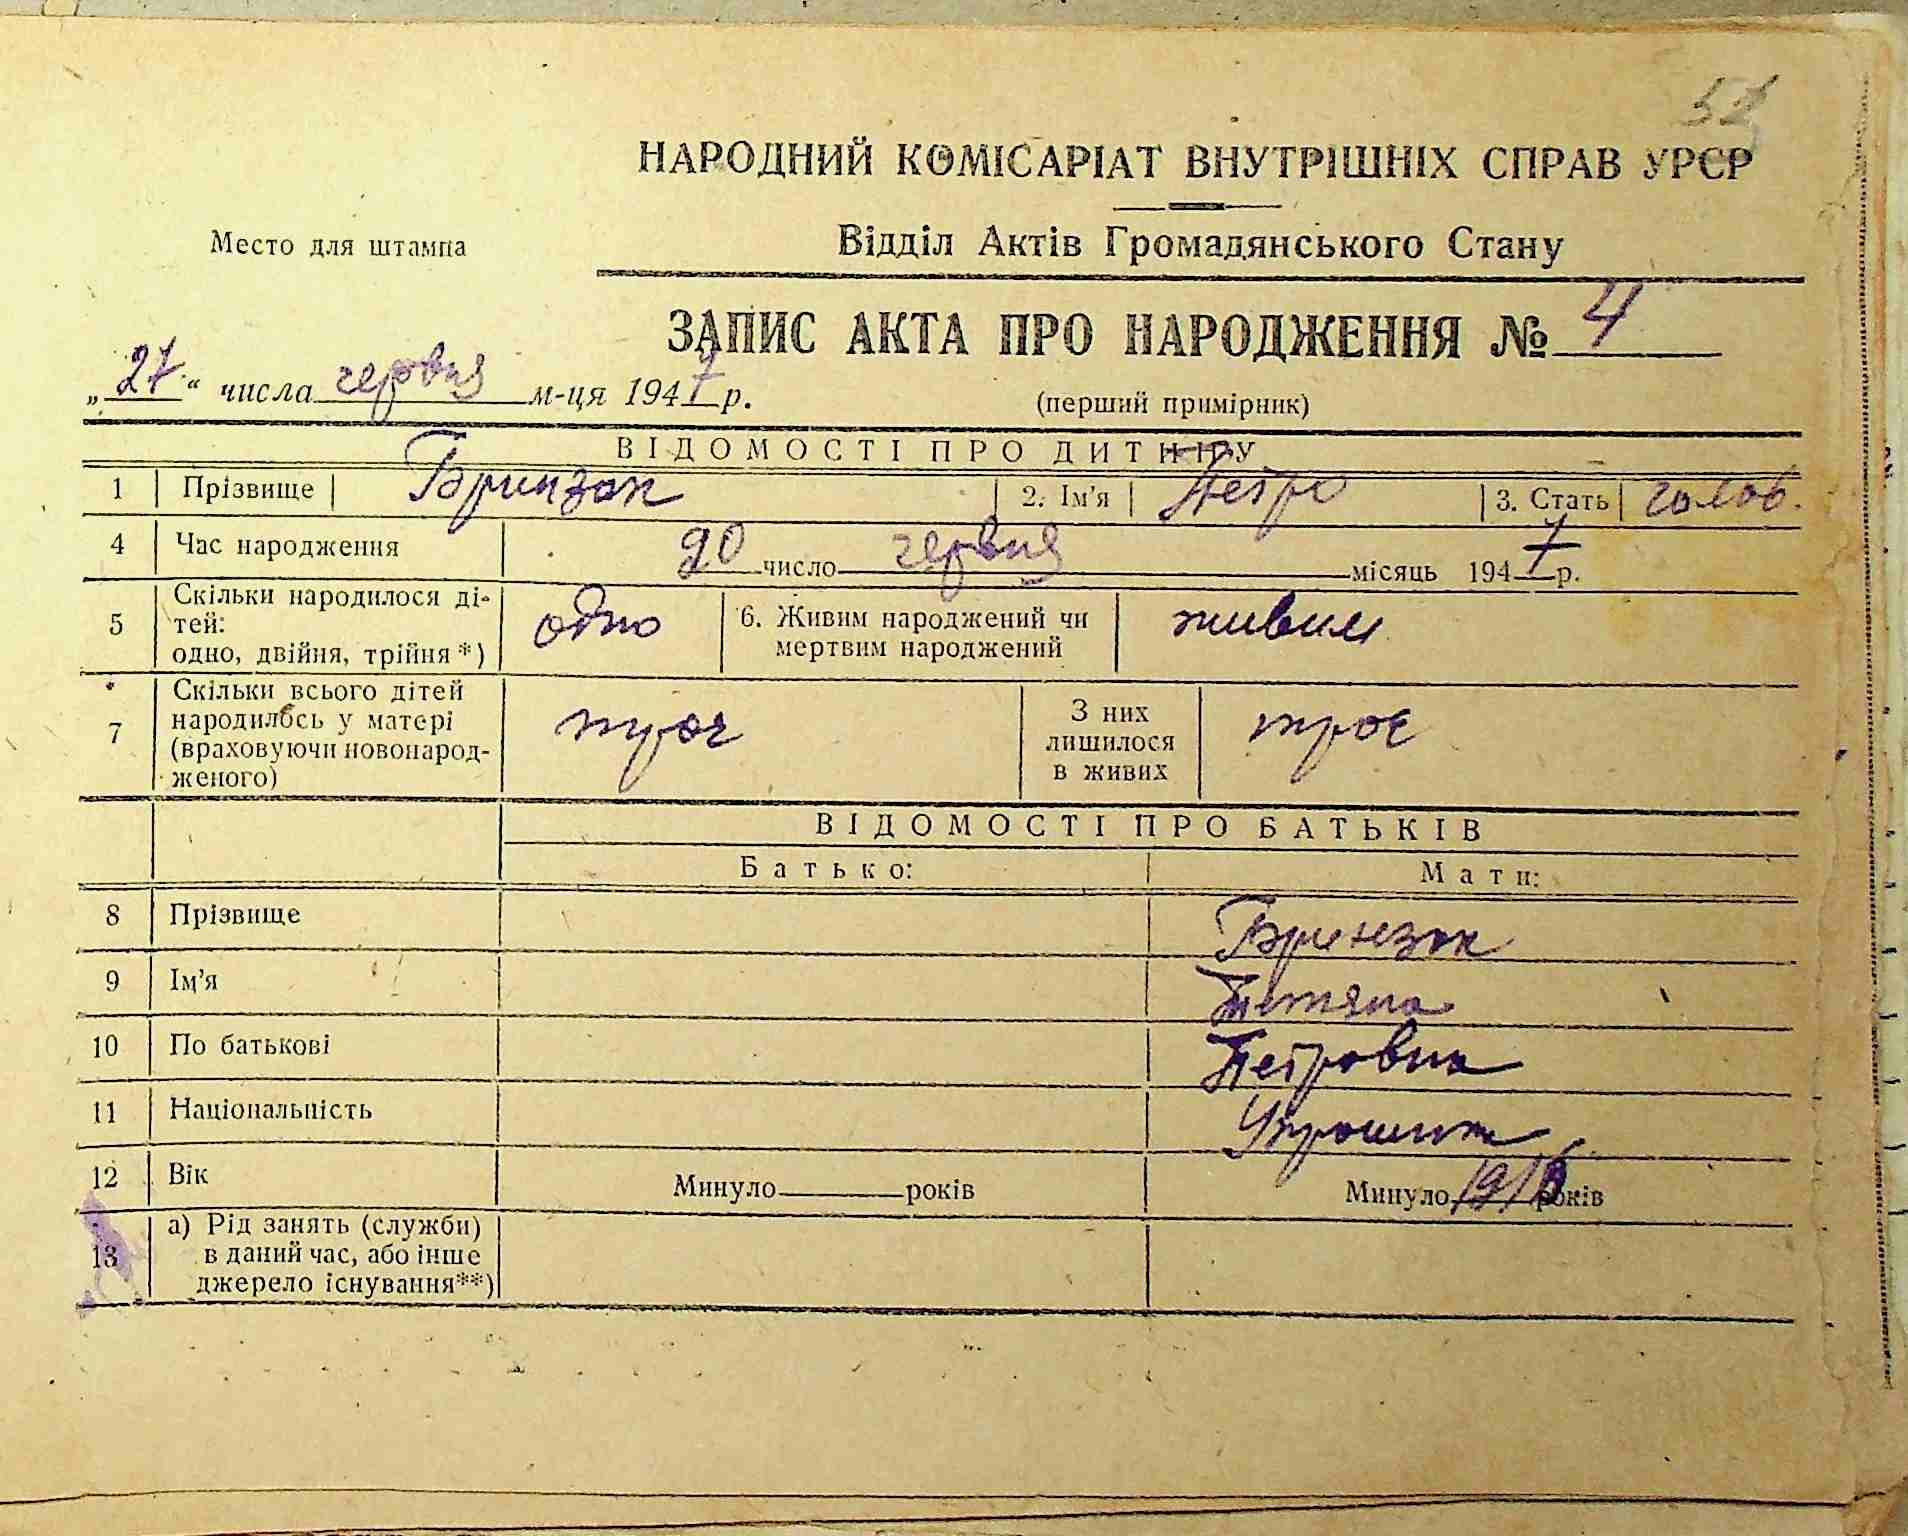 НАРОДНИЙ КОМІСАРІАТ ВНУТРІШНІХ СПРАВ УРСР
Место для штампа
Відділ Актів Громадянського Стану
ЗАПИС АКТА ПРО НАРОДЖЕННЯ № 4
„27“ числа червня м-ця 1947 р.
(перший примірник)
ВІДОМОСТІ ПРО ДИТИНУ
1 Прізвище Бринзак 2. Ім'я Петро 3. Стать чолов.
4 Час народження 20 число червня місяць 1947 р.
5 Скільки народилося ді-
тей:
одно, двійня, трійня *) одно 6. Живим народжений чи
мертвим народжений живим
7 Скільки всього дітей
народилось у матері
(враховуючи новонарод-
женого) троє З них
лишилося
в живих троє
ВІДОМОСТІ ПРО БАТЬКІВ
Батько: Мати:
8 Прізвище Бринзак
9 Ім'я Тетяна
10 По батькові Петровна
11 Національність
12 Вік Минуло років Минуло 1916 років
13 а) Рід занять (служби)
в даний час, або інше
джерело існування**)